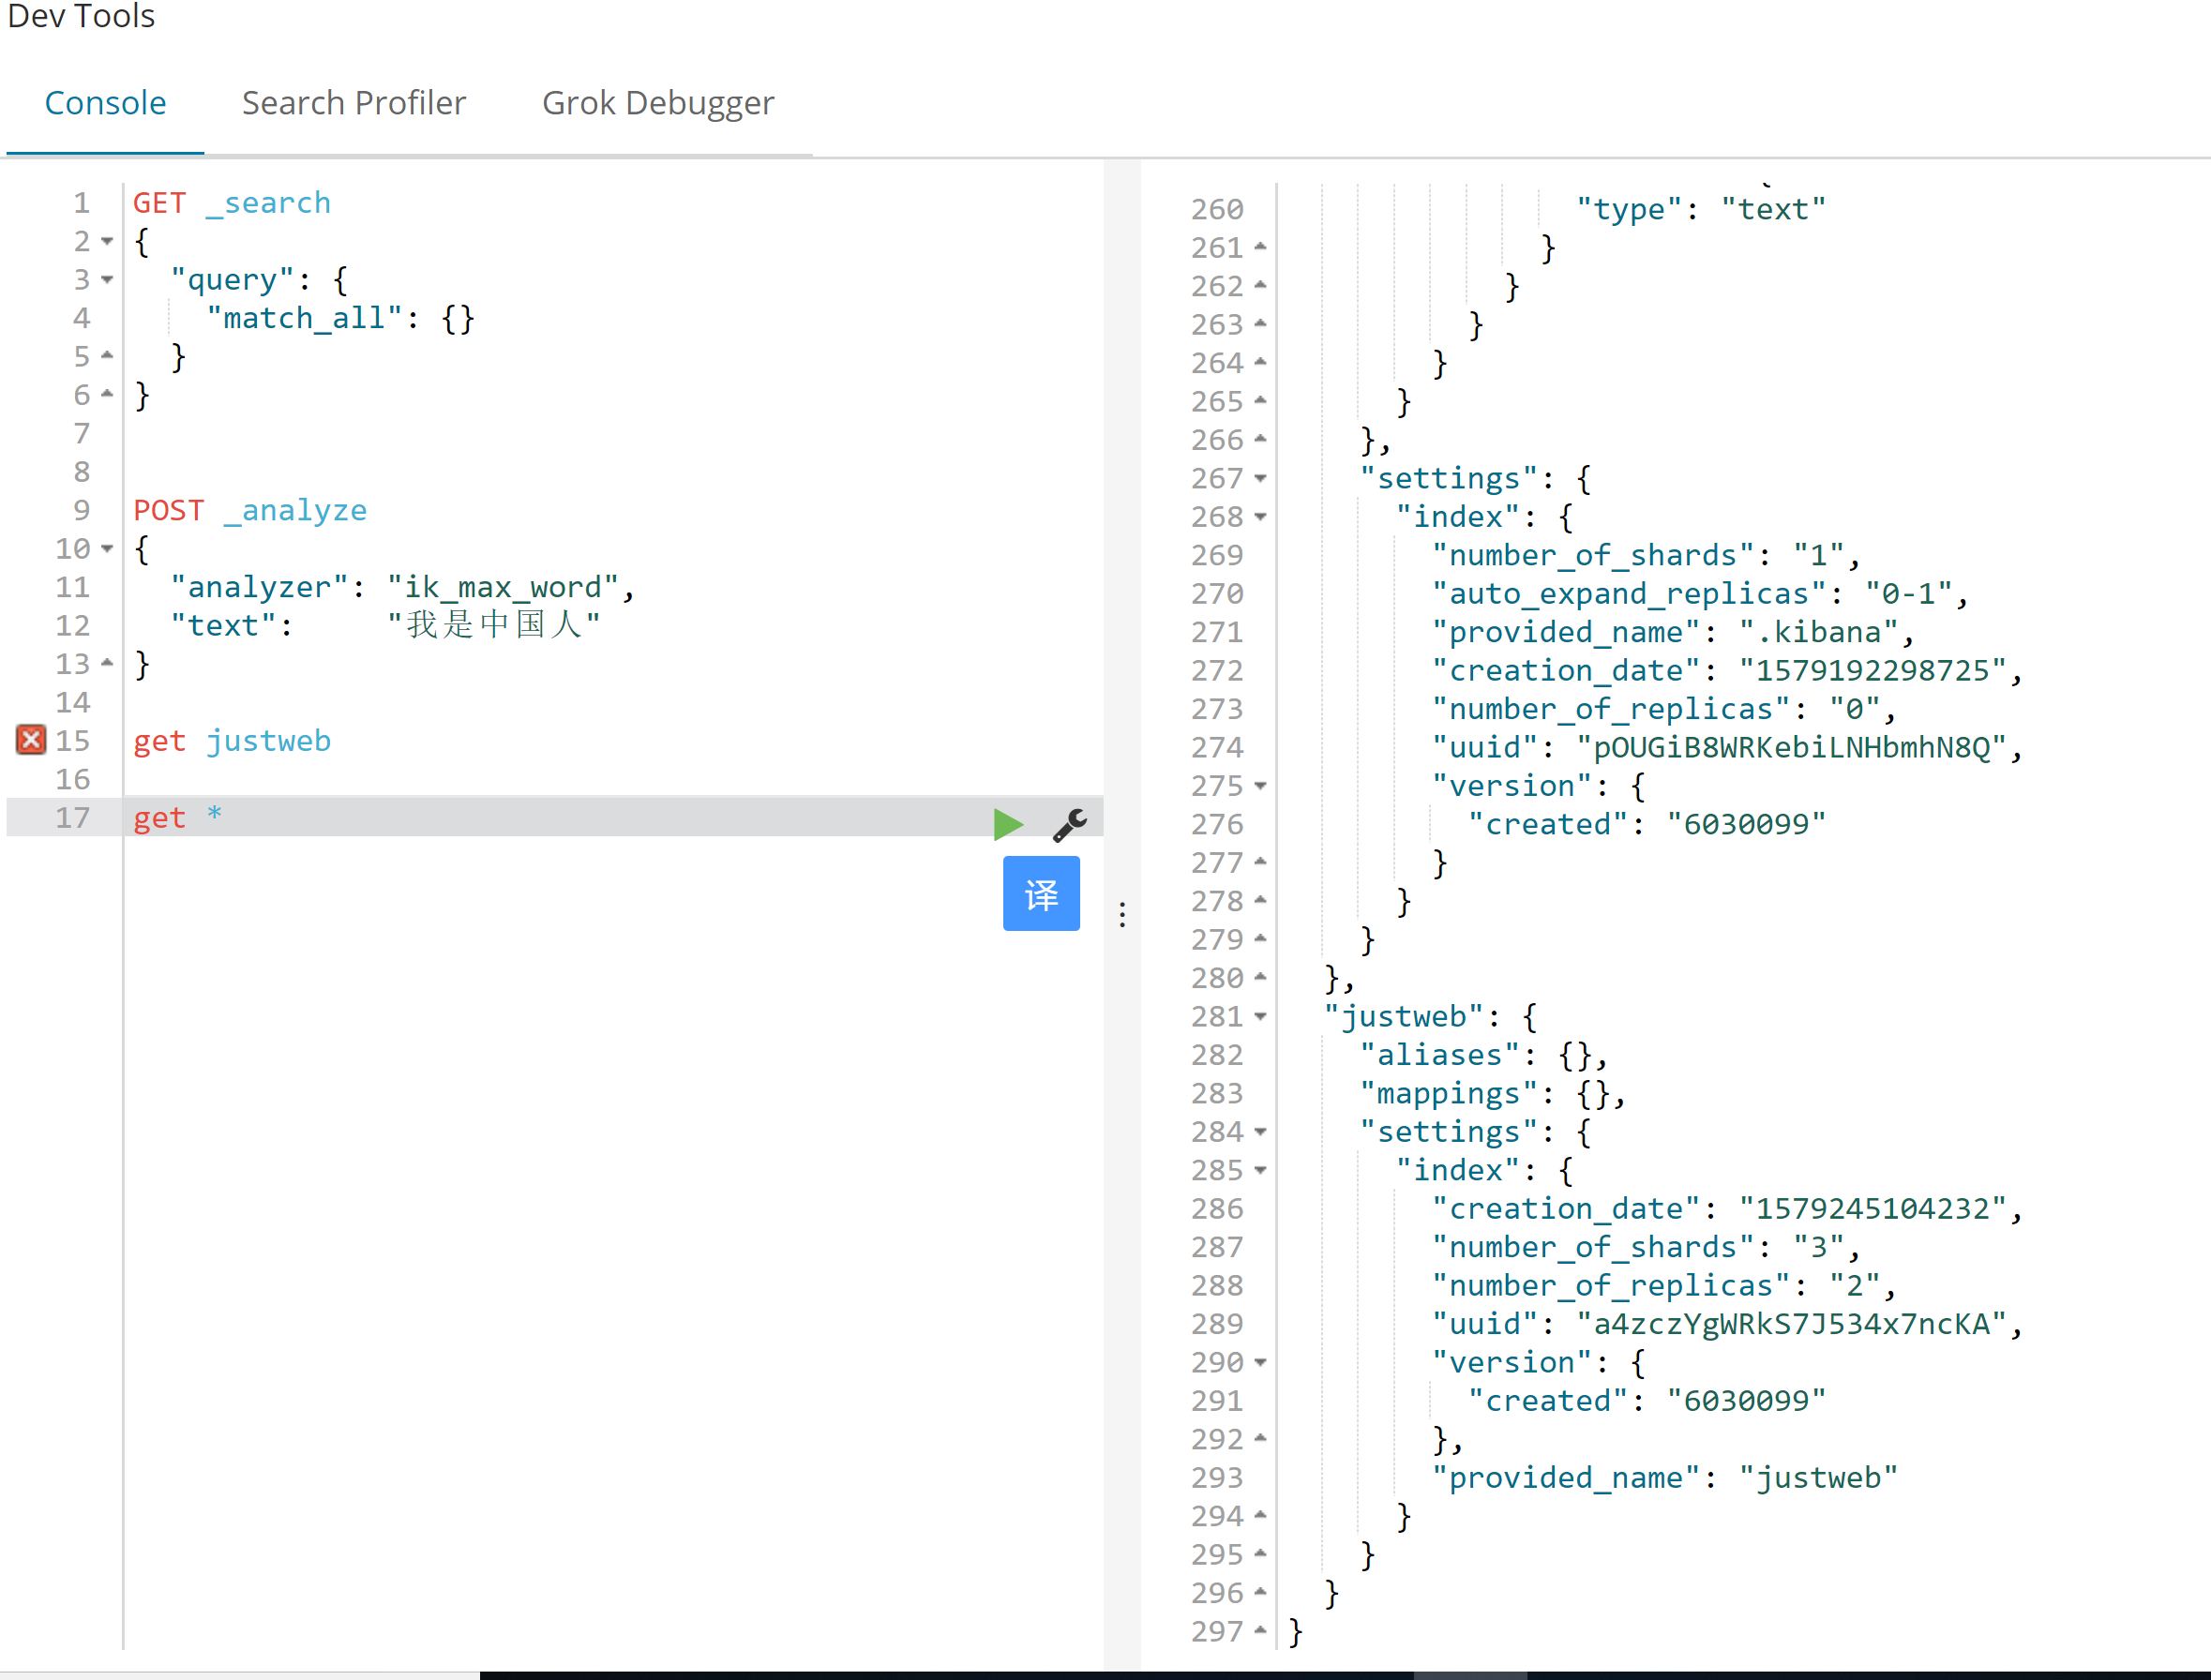 Dev Tools
Console Search Profiler Grok Debugger
1 GET _search
2 {
3 "query": {
4 "match_all": {}
5 }
6 }
7
8
9 POST _analyze
10 {
11 "analyzer": "ik_max_word",
12 "text": "我是中国人"
13 }
14
15 get justweb
16
17 get *
译
260 "type": "text"
261 }
262 }
263 }
264 }
265 }
266 },
267 "settings": {
268 "index": {
269 "number_of_shards": "1",
270 "auto_expand_replicas": "0-1",
271 "provided_name": ".kibana",
272 "creation_date": "1579192298725",
273 "number_of_replicas": "0",
274 "uuid": "pOUGiB8WRKebiLNHbmhN8Q",
275 "version": {
276 "created": "6030099"
277 }
278 }
279 }
280 },
281 "justweb": {
282 "aliases": {},
283 "mappings": {},
284 "settings": {
285 "index": {
286 "creation_date": "1579245104232",
287 "number_of_shards": "3",
288 "number_of_replicas": "2",
289 "uuid": "a4zczYgWRkS7J534x7ncKA",
290 "version": {
291 "created": "6030099"
292 },
293 "provided_name": "justweb"
294 }
295 }
296 }
297 }